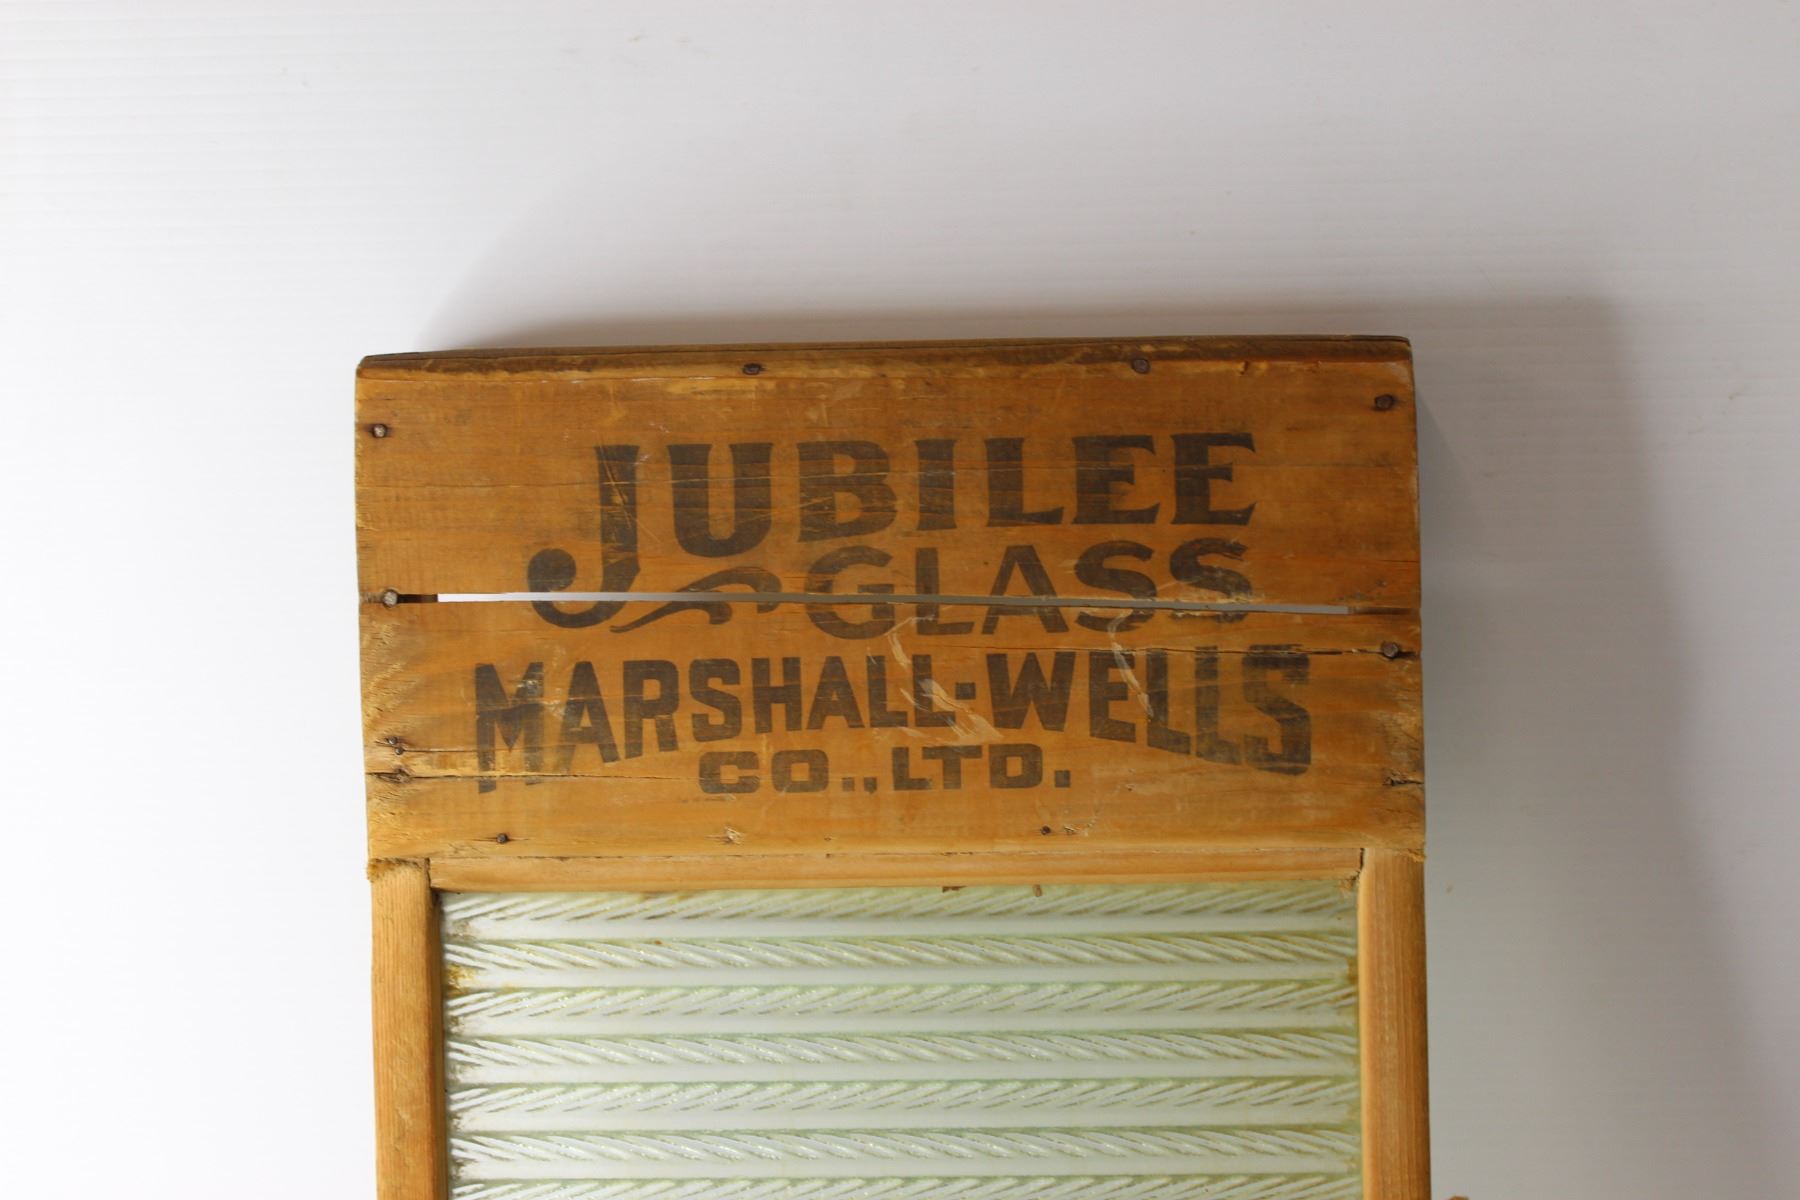 JUBILEE
GLASS
MARSHALL-WELLS
CO., LTD.